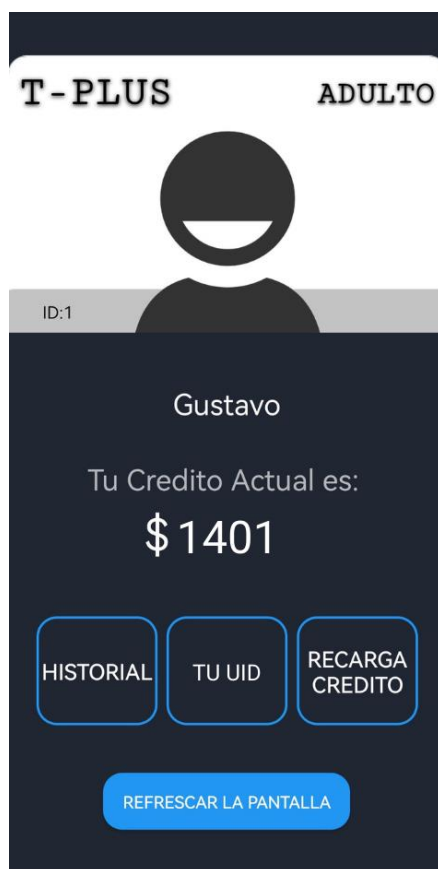 T-PLUS ADULTO
ID:1
Gustavo
Tu Credito Actual es:
$ 1401
HISTORIAL
TU UID
RECARGA
CREDITO
REFRESCAR LA PANTALLA